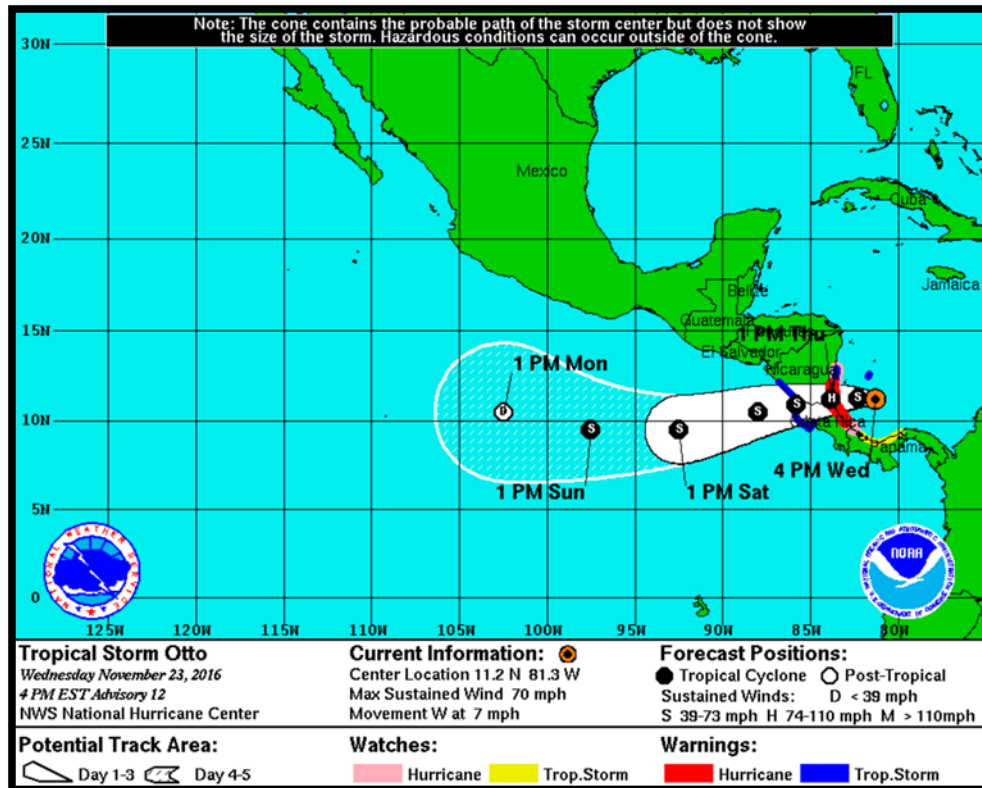 Note: The cone contains the probable path of the storm center but does not show
the size of the storm. Hazardous conditions can occur outside of the cone.
30N
FL
25N
Mexico
Cuba
20N
Jamaica
Belize
Guatemala
15N
1 PM Thu
El Salvador
1 PM Mon
Nicaragua
D S S S S H S
10N
Costa Rica
Panama
4 PM Wed
1 PM Sun
1 PM Sat
5N
NATIONAL WEATHER SERVICE
NOAA
0
125W 120W 115W 110W 105W 100W 95W 90W 85W 80W
Tropical Storm Otto
Wednesday November 23, 2016
4 PM EST Advisory 12
NWS National Hurricane Center
Current Information:
Center Location 11.2 N 81.3 W
Max Sustained Wind 70 mph
Movement W at 7 mph
Forecast Positions:
Tropical Cyclone Post-Tropical
Sustained Winds: D < 39 mph
S 39-73 mph H 74-110 mph M > 110mph
Potential Track Area:
Day 1-3 Day 4-5
Watches:
Hurricane Trop.Storm
Warnings:
Hurricane Trop.Storm